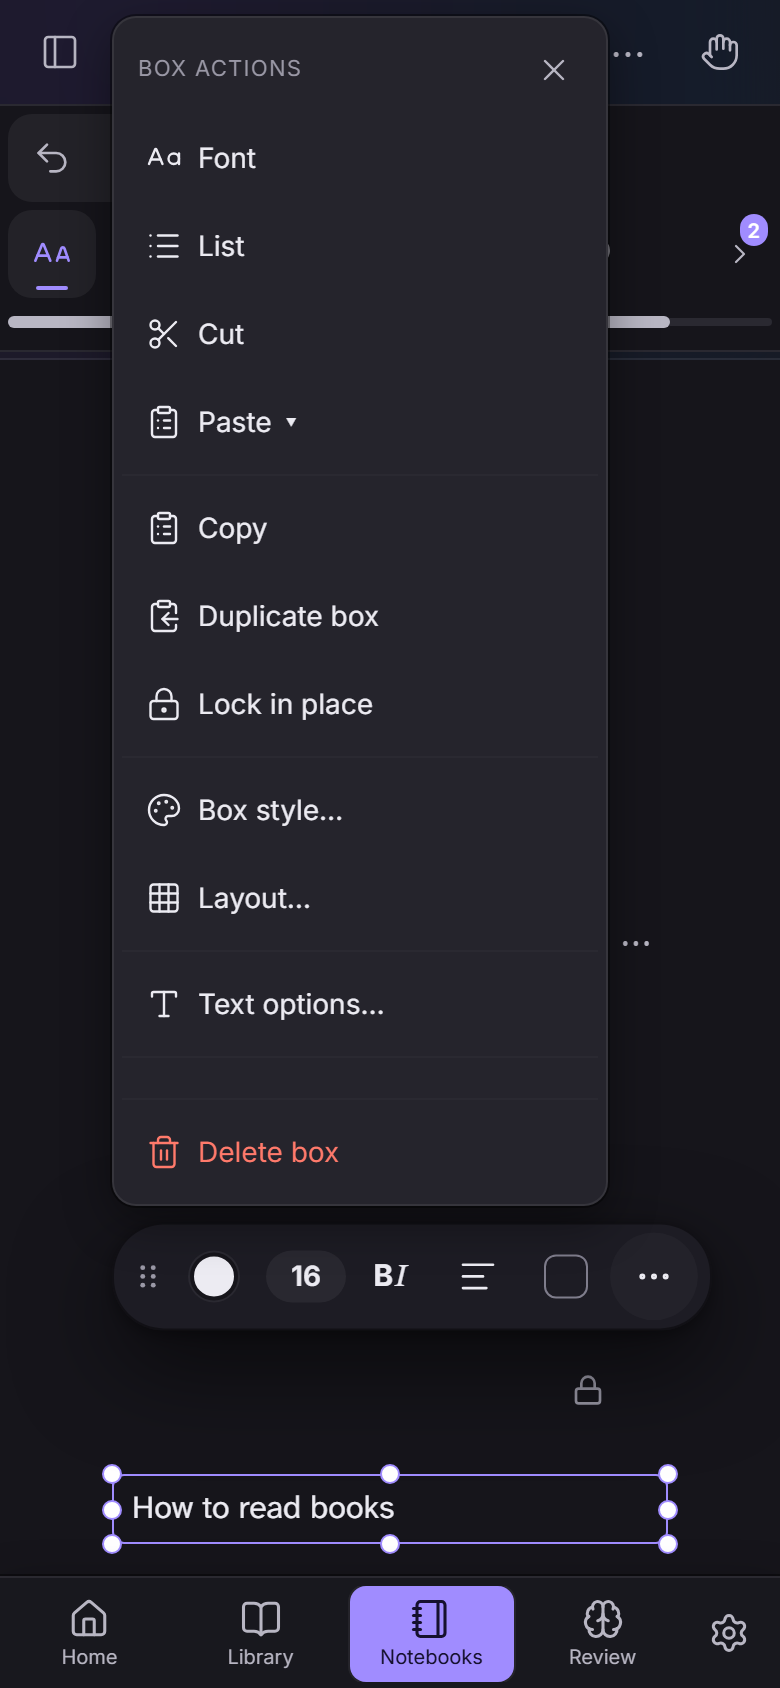 BOX ACTIONS
Aa Font
List
Cut
Paste
Copy
Duplicate box
Lock in place
Box style...
Layout...
Text options...
Delete box
AA
2
16 BI
How to read books
Home Library Notebooks Review